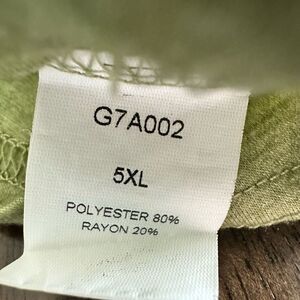 G7A002
5XL
POLYESTER 80%
RAYON 20%